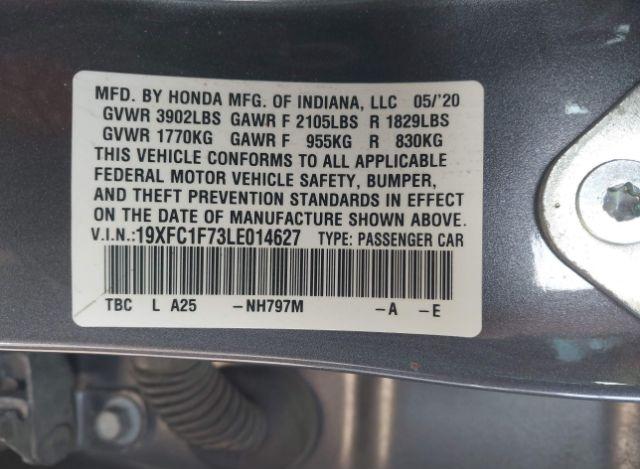 MFD. BY HONDA MFG. OF INDIANA, LLC 05/'20
GVWR 3902LBS GAWR F 2105LBS R 1829LBS
GVWR 1770KG GAWR F 955KG R 830KG
THIS VEHICLE CONFORMS TO ALL APPLICABLE
FEDERAL MOTOR VEHICLE SAFETY, BUMPER,
AND THEFT PREVENTION STANDARDS IN EFFECT
ON THE DATE OF MANUFACTURE SHOWN ABOVE.
V.I.N.:19XFC1F73LE014627 TYPE: PASSENGER CAR
TBC L A25 -NH797M -A -E